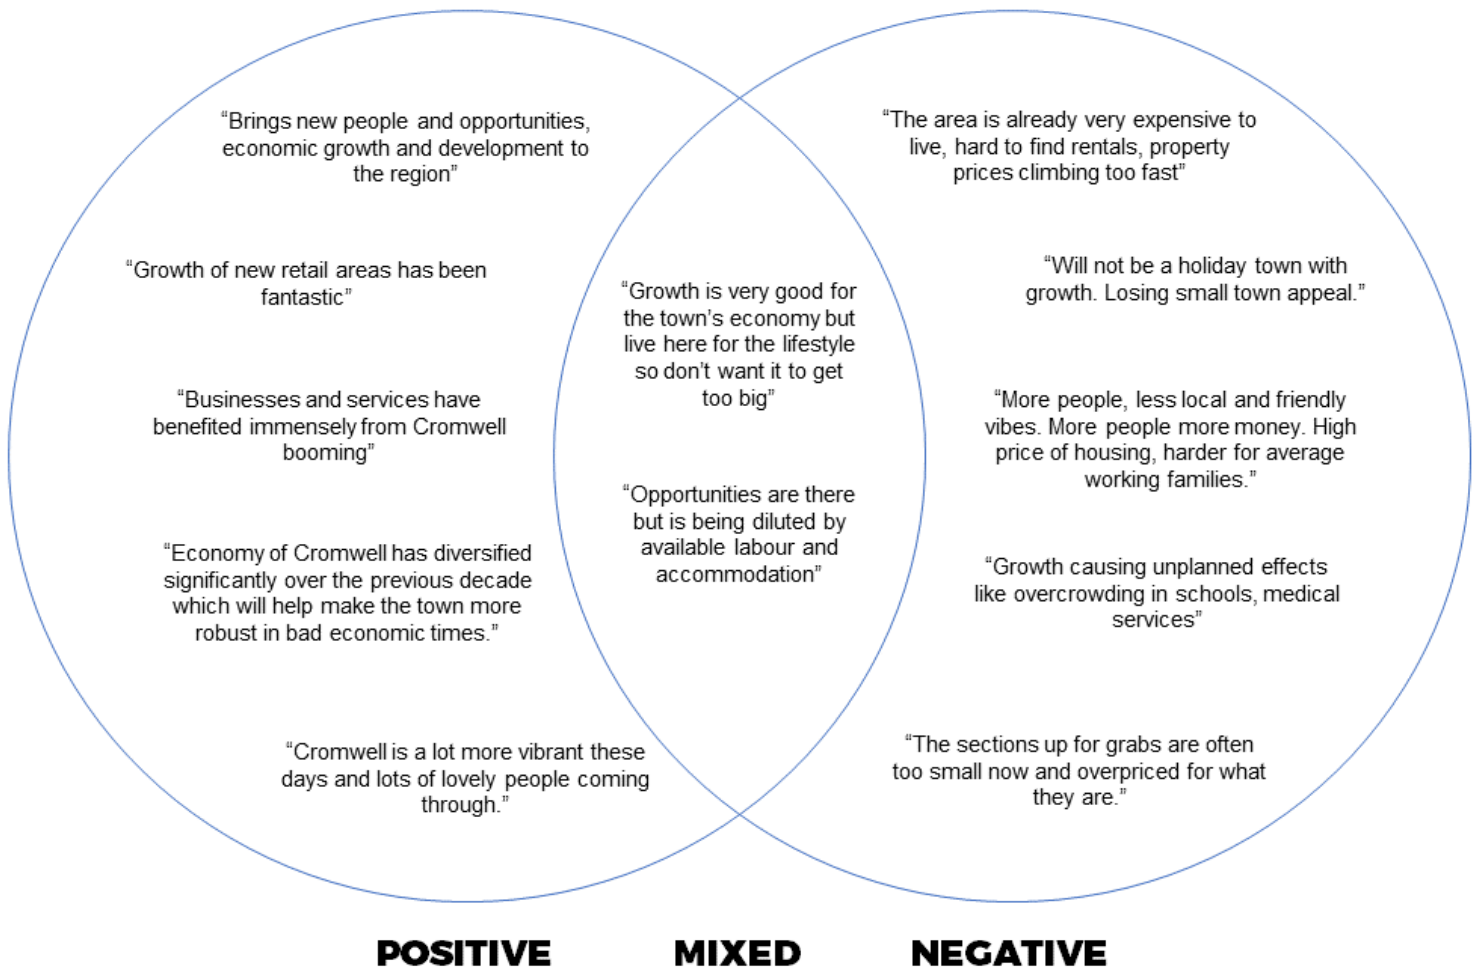 “Brings new people and opportunities,
economic growth and development to
the region”
“Growth of new retail areas has been
fantastic”
“Businesses and services have
benefited immensely from Cromwell
booming”
“Economy of Cromwell has diversified
significantly over the previous decade
which will help make the town more
robust in bad economic times.”
“Cromwell is a lot more vibrant these
days and lots of lovely people coming
through.”
“Growth is very good for
the town’s economy but
live here for the lifestyle
so don’t want it to get
too big”
“Opportunities are there
but is being diluted by
available labour and
accommodation”
“The area is already very expensive to
live, hard to find rentals, property
prices climbing too fast”
“Will not be a holiday town with
growth. Losing small town appeal.”
“More people, less local and friendly
vibes. More people more money. High
price of housing, harder for average
working families.”
“Growth causing unplanned effects
like overcrowding in schools, medical
services”
“The sections up for grabs are often
too small now and overpriced for what
they are.”
POSITIVE
MIXED
NEGATIVE